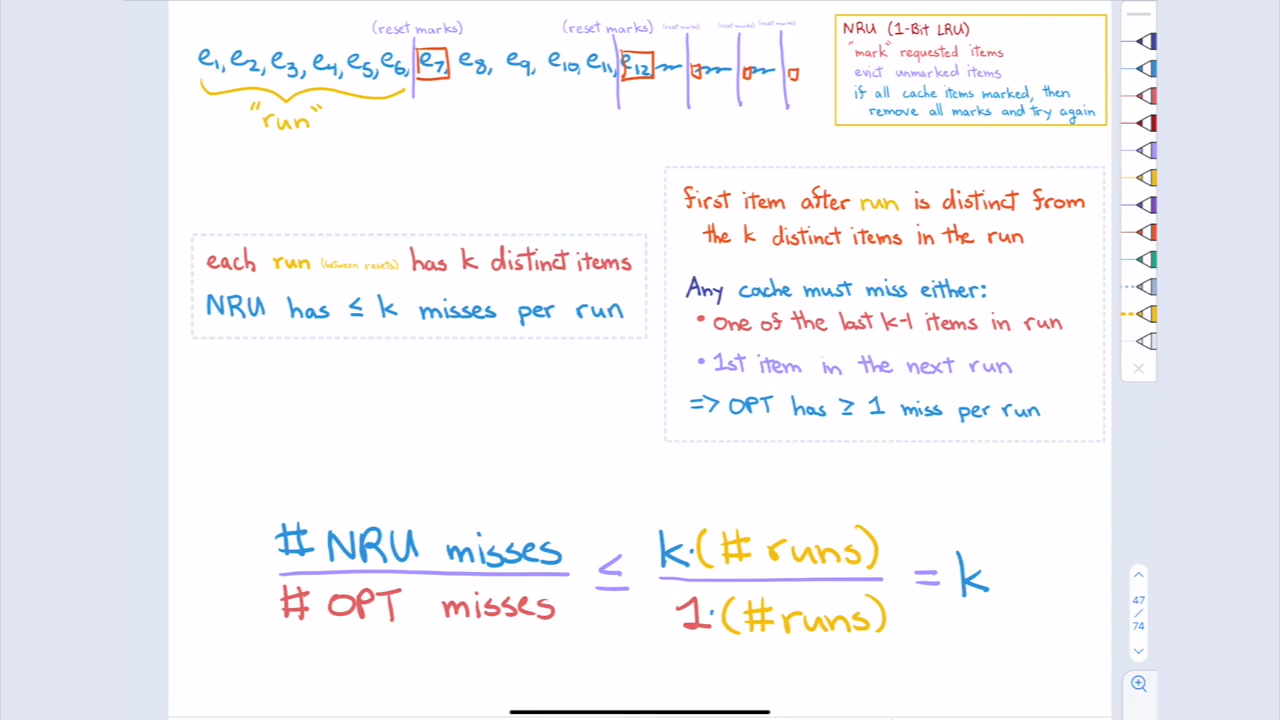 (reset marks) (reset marks) (reset marks) (reset marks) (reset marks)
e1, e2, e3, e4, e5, e6, e7, e8, e9, e10, e11, e12
"run"
NRU (1-Bit LRU)
"mark" requested items
evict unmarked items
if all cache items marked, then
remove all marks and try again
each run (between resets) has k distinct items
NRU has ≤ k misses per run
first item after run is distinct from
the k distinct items in the run
Any cache must miss either:
• one of the last k-1 items in run
• 1st item in the next run
=> OPT has ≥ 1 miss per run
# NRU misses
# OPT misses
≤
k·(# runs)
1·(#runs)
= k
47
/
74